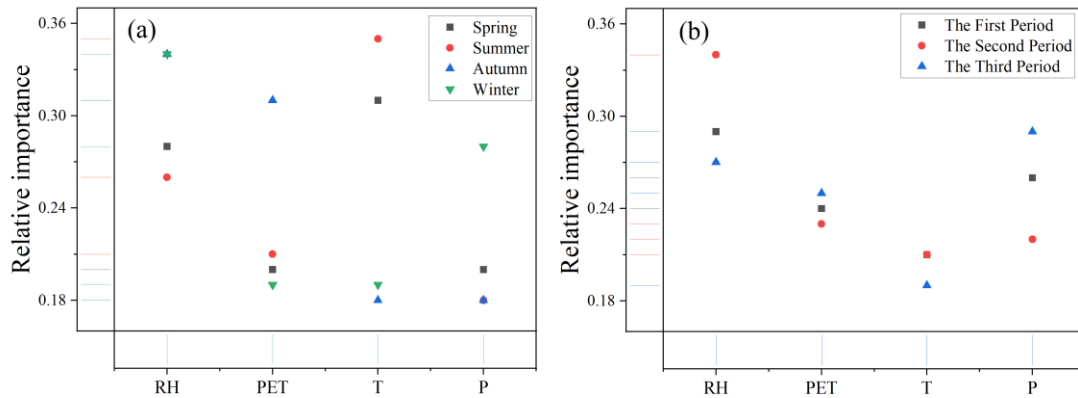 (a)
Spring
Summer
Autumn
Winter
Relative importance
0.36
0.30
0.24
0.18
RH PET T P
(b)
The First Period
The Second Period
The Third Period
Relative importance
0.36
0.30
0.24
0.18
RH PET T P